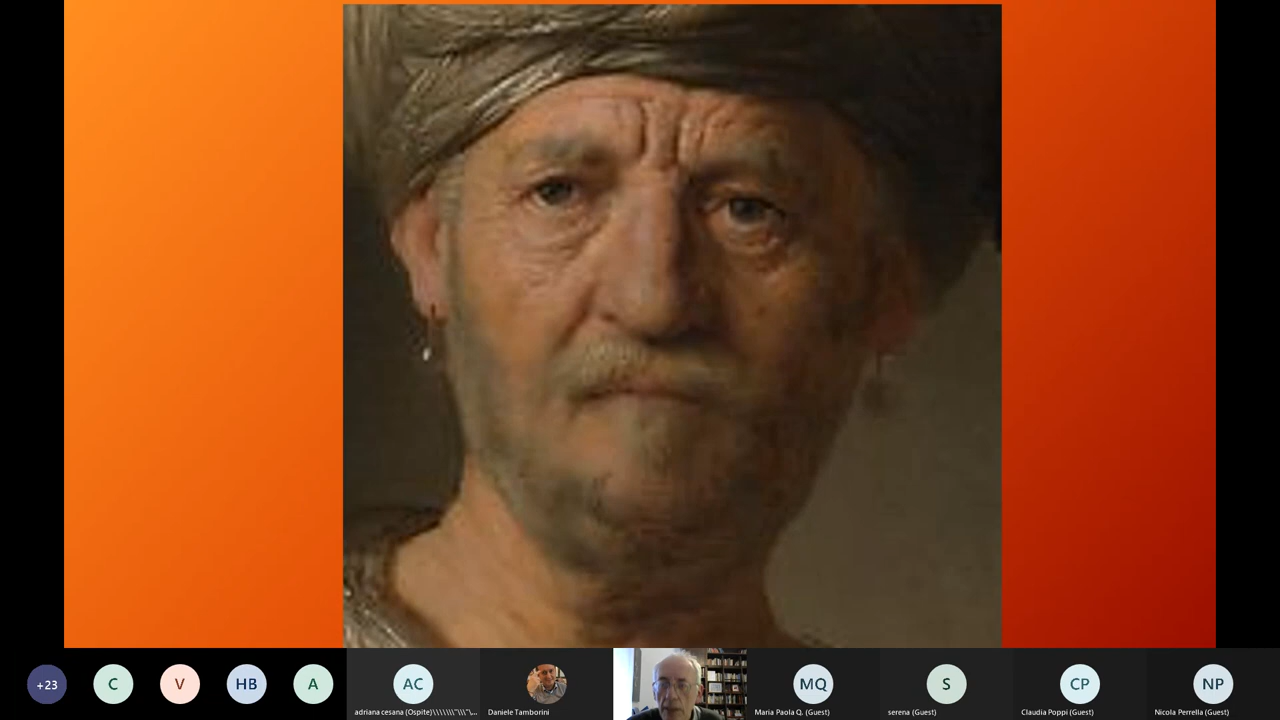 +23
C
V
HB
A
AC
MQ
S
CP
NP
adriana cesana (Ospite)\\\\\\\"\\\"\...
Daniele Tamborini
Maria Paola Q. (Guest)
serena (Guest)
Claudia Poppi (Guest)
Nicola Perrella (Guest)